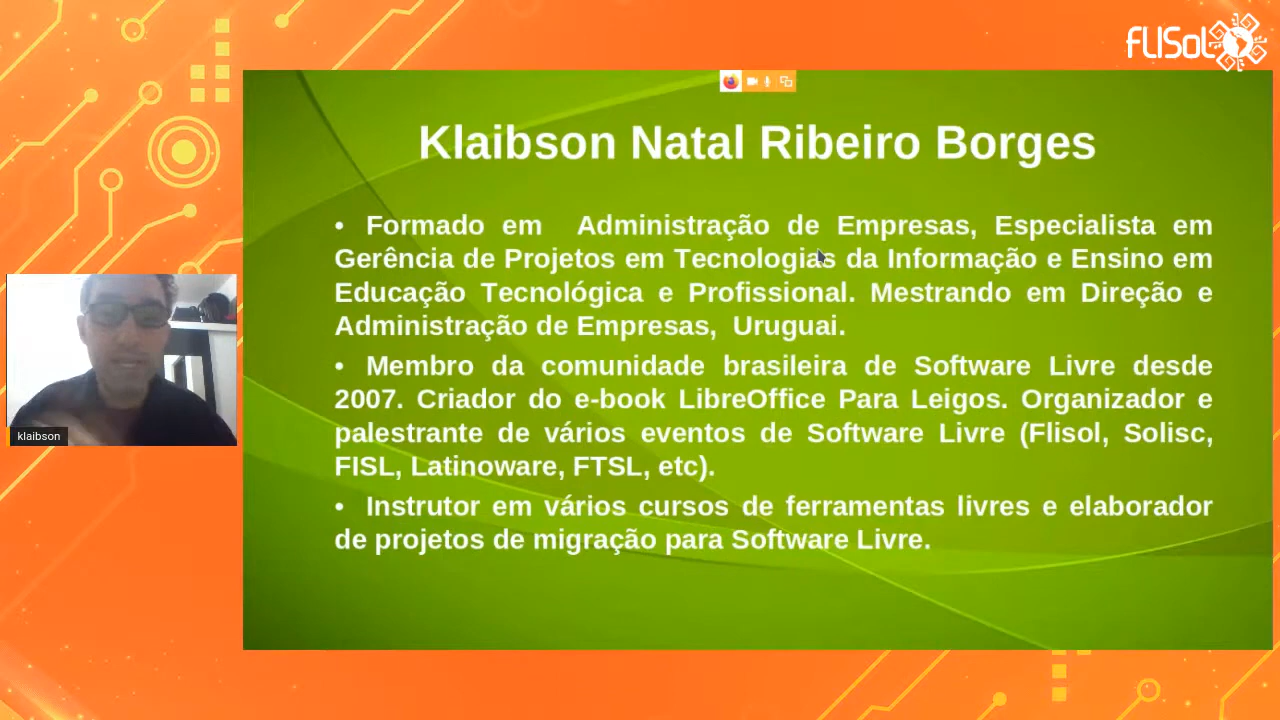 FLISoL
Klaibson Natal Ribeiro Borges
• Formado em Administração de Empresas, Especialista em
Gerência de Projetos em Tecnologias da Informação e Ensino em
Educação Tecnológica e Profissional. Mestrando em Direção e
Administração de Empresas, Uruguai.
• Membro da comunidade brasileira de Software Livre desde
2007. Criador do e-book LibreOffice Para Leigos. Organizador e
palestrante de vários eventos de Software Livre (Flisol, Solisc,
FISL, Latinoware, FTSL, etc).
• Instrutor em vários cursos de ferramentas livres e elaborador
de projetos de migração para Software Livre.
klaibson